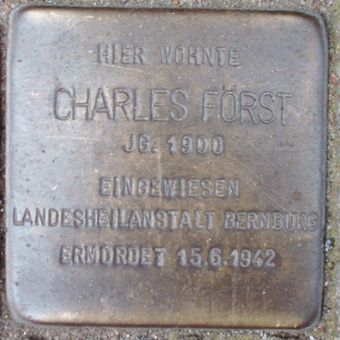 HIER WOHNTE
CHARLES FÖRST
JG. 1900
EINGEWIESEN
LANDESHEILANSTALT BERNBURG
ERMORDET 15.6.1942